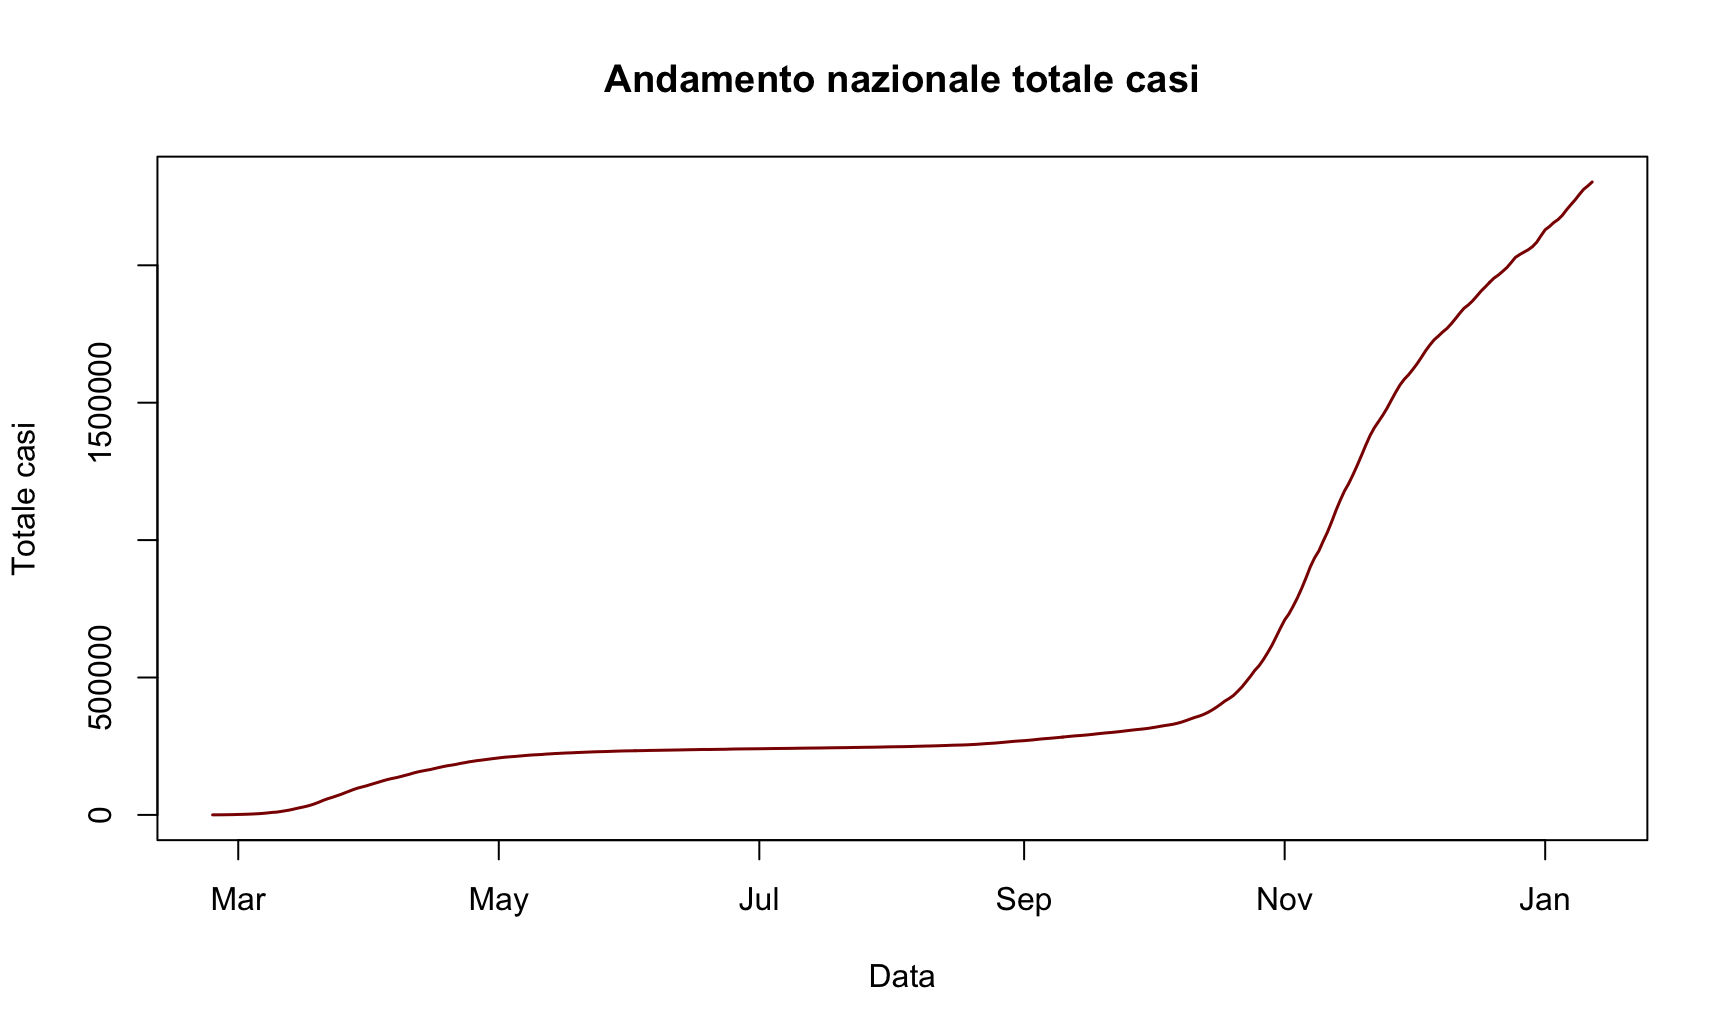 Andamento nazionale totale casi
Totale casi
1500000
500000
0
Mar May Jul Sep Nov Jan
Data